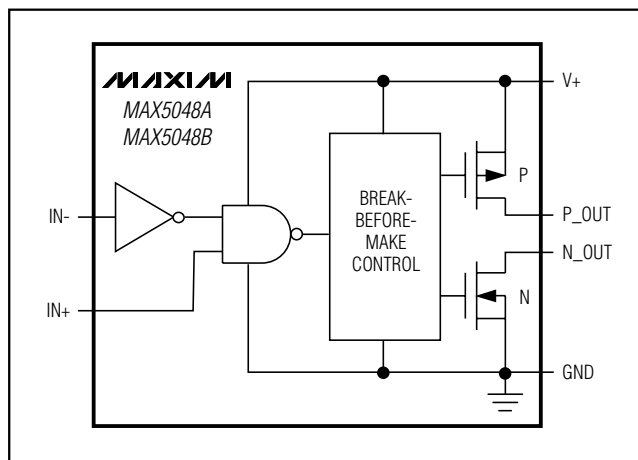 MAXIM
MAX5048A
MAX5048B
IN-
IN+
BREAK-
BEFORE-
MAKE
CONTROL
P
N
V+
P_OUT
N_OUT
GND